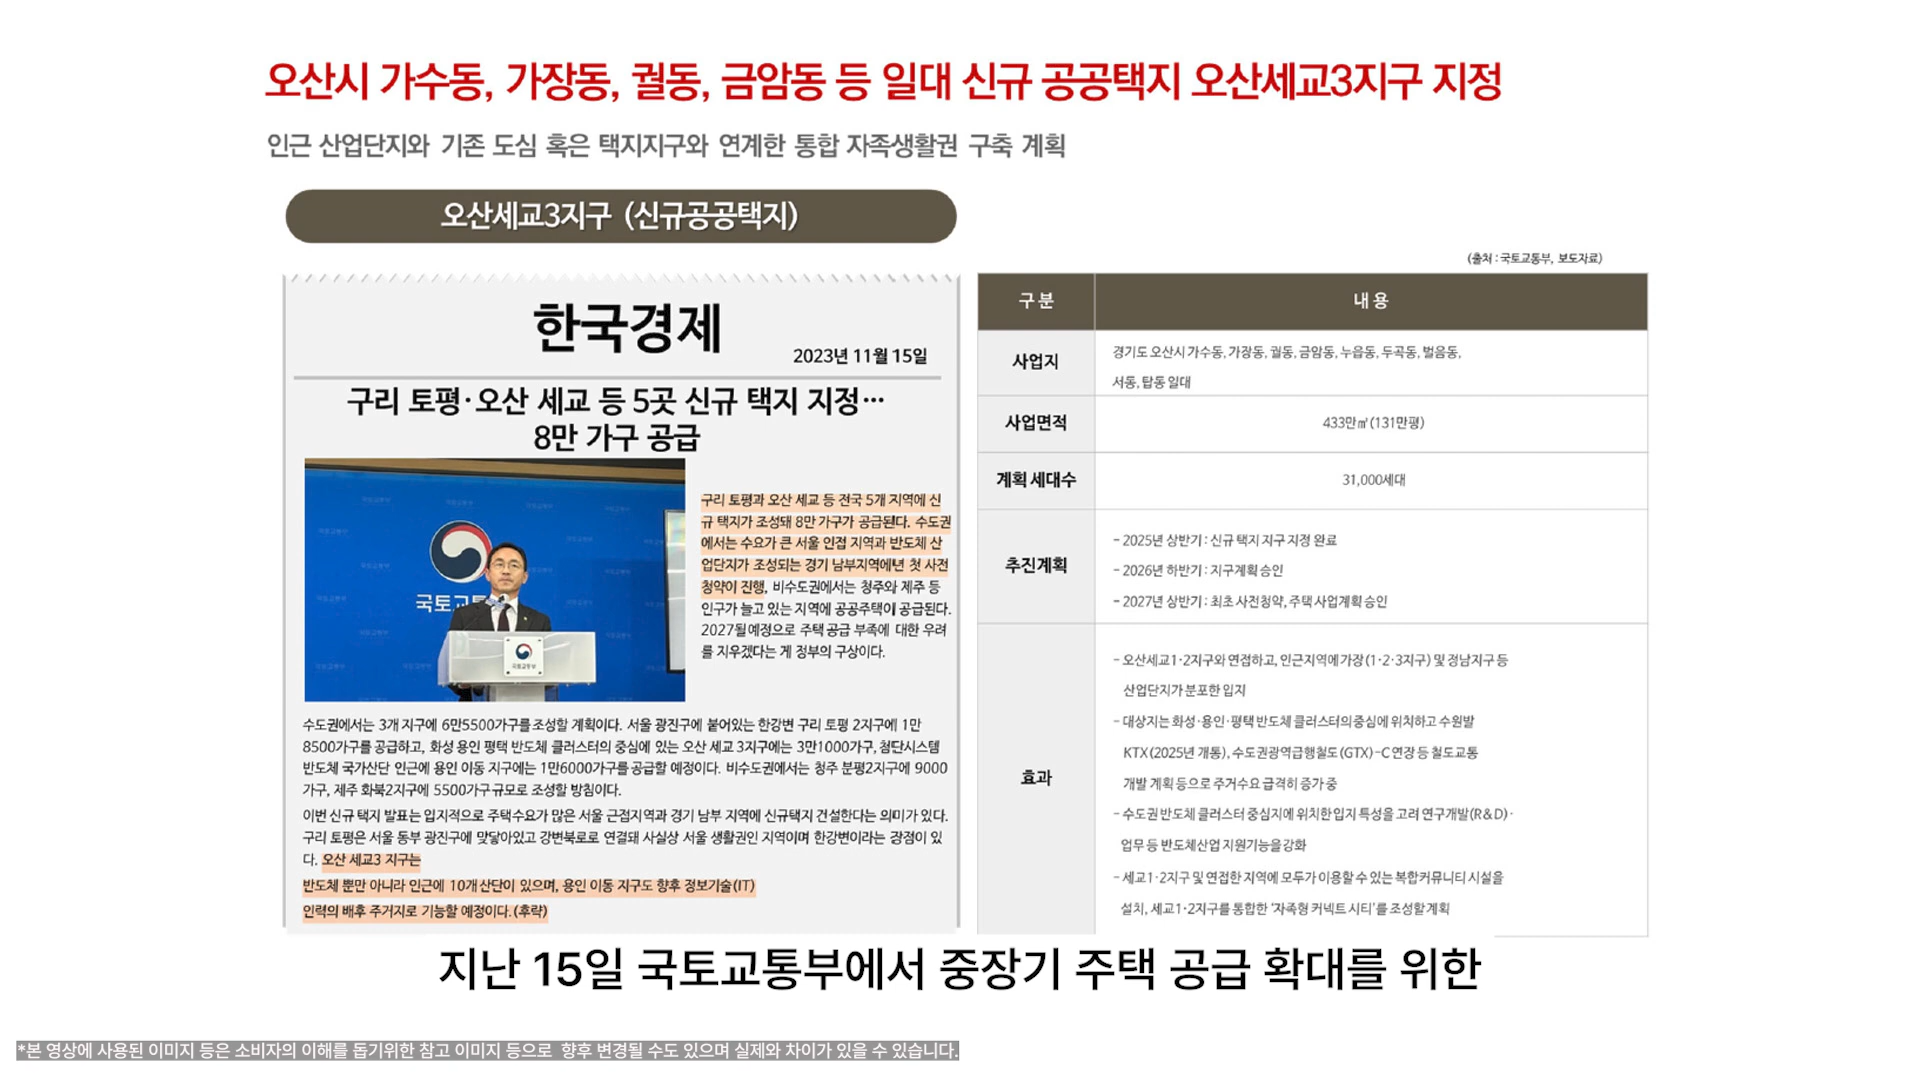 오산시 가수동, 가장동, 궐동, 금암동 등 일대 신규 공공택지 오산세교3지구 지정
인근 산업단지와 기존 도심 혹은 택지지구와 연계한 통합 자족생활권 구축 계획
오산세교3지구 (신규공공택지)
한국경제
2023년 11월 15일
구리 토평·오산 세교 등 5곳 신규 택지 지정…
8만 가구 공급
국토교통부
구리 토평과 오산 세교 등 전국 5개 지역에 신
규 택지가 조성돼 8만 가구가 공급된다. 수도권
에서는 수요가 큰 서울 인접 지역과 반도체 산
업단지가 조성되는 경기 남부지역에년 첫 사전
청약이 진행, 비수도권에서는 청주와 제주 등
인구가 늘고 있는 지역에 공공주택이 공급된다.
2027될 예정으로 주택 공급 부족에 대한 우려
를 지우겠다는 게 정부의 구상이다.
수도권에서는 3개 지구에 6만5500가구를 조성할 계획이다. 서울 광진구에 붙어있는 한강변 구리 토평 2지구에 1만
8500가구를 공급하고, 화성 용인 평택 반도체 클러스터의 중심에 있는 오산 세교 3지구에는 3만1000가구, 첨단시스템
반도체 국가산단 인근에 용인 이동 지구에는 1만6000가구를 공급할 예정이다. 비수도권에서는 청주 분평2지구에 9000
가구, 제주 화북2지구에 5500가구 규모로 조성할 방침이다.
이번 신규 택지 발표는 입지적으로 주택수요가 많은 서울 근접지역과 경기 남부 지역에 신규택지 건설한다는 의미가 있다.
구리 토평은 서울 동부 광진구에 맞닿아있고 강변북로로 연결돼 사실상 서울 생활권인 지역이며 한강변이라는 장점이 있
다. 오산 세교3 지구는
반도체 뿐만 아니라 인근에 10개 산단이 있으며, 용인 이동 지구도 향후 정보기술(IT)
인력의 배후 주거지로 기능할 예정이다.(후략)
(출처 : 국토교통부, 보도자료)
구 분
내 용
사업지
경기도 오산시 가수동, 가장동, 궐동, 금암동, 누읍동, 두곡동, 벌음동,
서동, 탑동 일대
사업면적
433만㎡(131만평)
계획 세대수
31,000세대
추진계획
- 2025년 상반기 : 신규 택지 지구 지정 완료
- 2026년 하반기 : 지구계획 승인
- 2027년 상반기 : 최초 사전청약, 주택 사업계획 승인
효과
- 오산세교1·2지구와 연접하고, 인근지역에 가장(1·2·3지구) 및 정남지구 등
산업단지가 분포한 입지
- 대상지는 화성·용인·평택 반도체 클러스터의 중심에 위치하고 수원발
KTX(2025년 개통), 수도권광역급행철도(GTX)-C 연장 등 철도교통
개발 계획 등으로 주거수요 급격히 증가 중
- 수도권 반도체 클러스터 중심지에 위치한 입지 특성을 고려 연구개발(R&D)·
업무 등 반도체산업 지원기능을 강화
- 세교1·2지구 및 연접한 지역에 모두가 이용할 수 있는 복합커뮤니티 시설을
설치, 세교1·2지구를 통합한 '자족형 커넥트 시티'를 조성할 계획
지난 15일 국토교통부에서 중장기 주택 공급 확대를 위한
*본 영상에 사용된 이미지 등은 소비자의 이해를 돕기위한 참고 이미지 등으로 향후 변경될 수도 있으며 실제와 차이가 있을 수 있습니다.